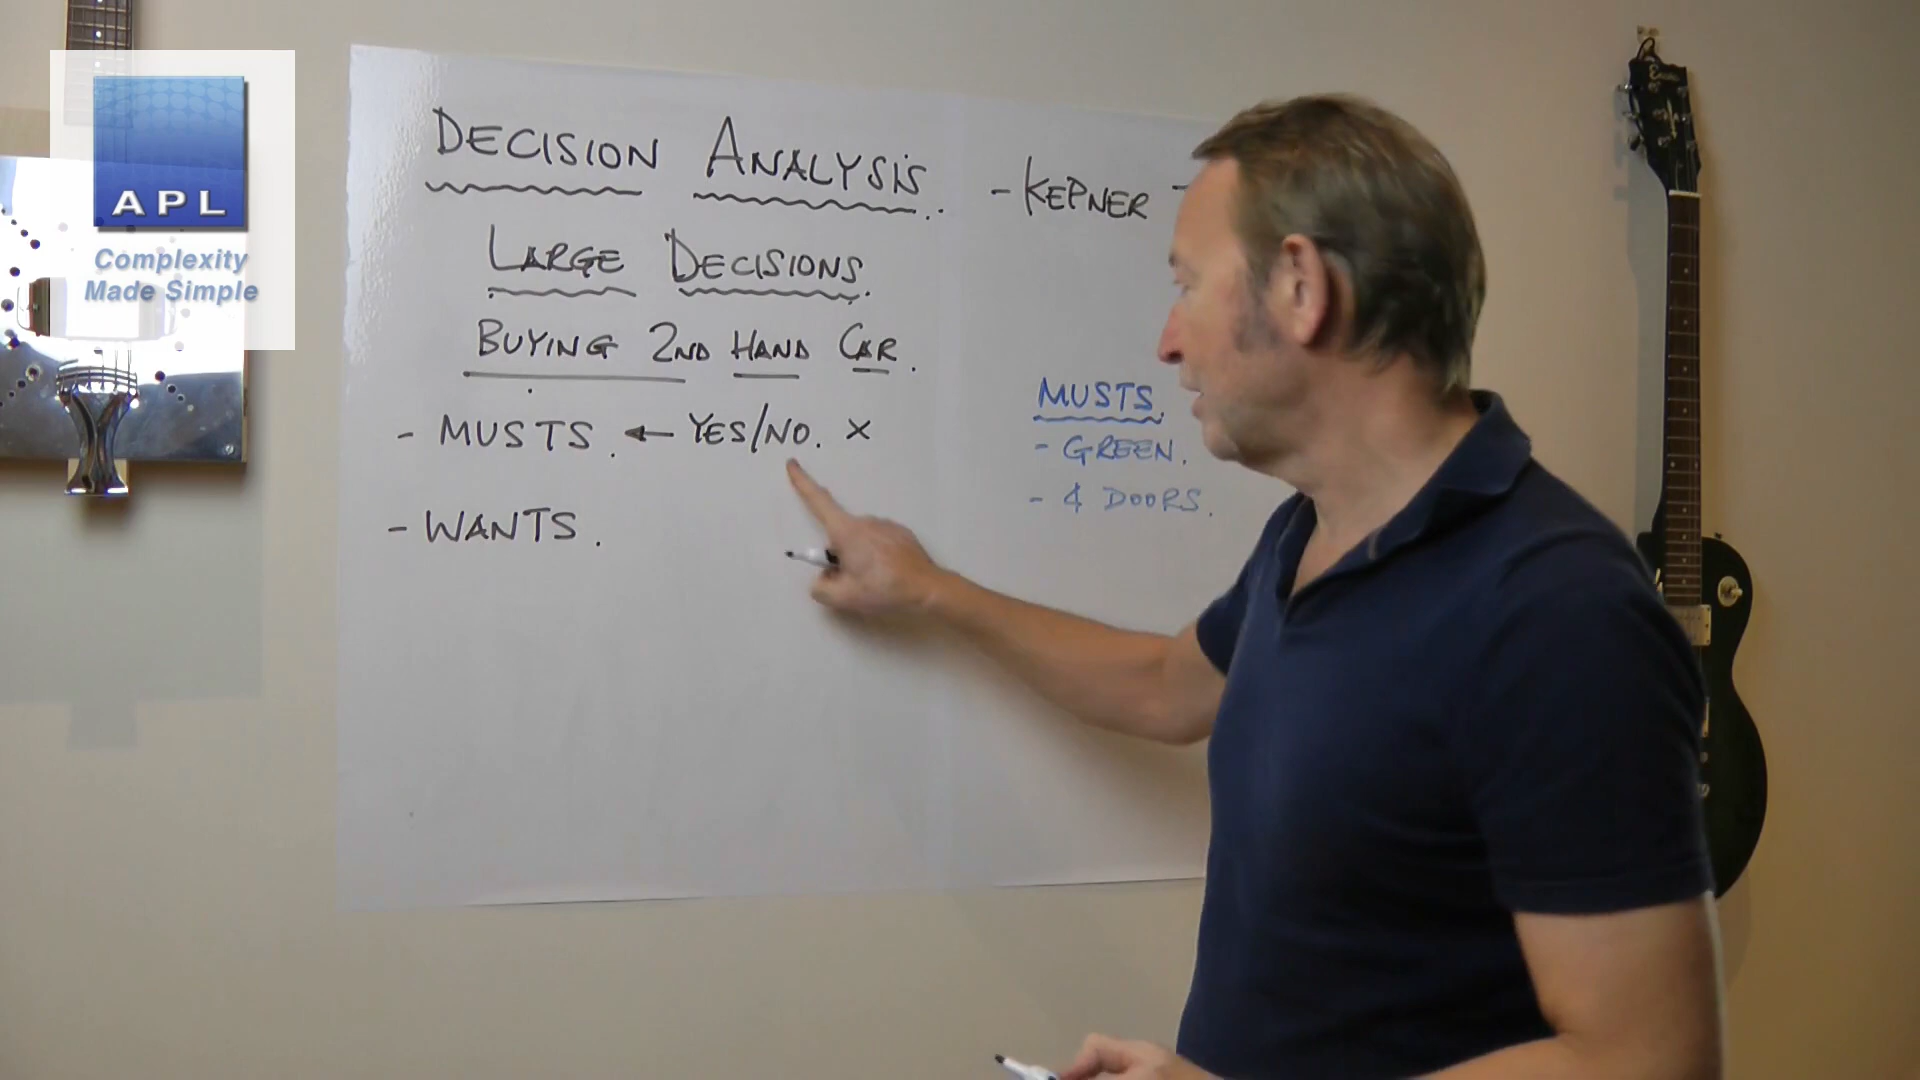 APL
Complexity
Made Simple
DECISION ANALYSIS..
- KEPNER -
LARGE DECISIONS.
BUYING 2ND HAND CAR.
- MUSTS. ← YES/NO. ×
- WANTS.
MUSTS.
- GREEN.
- 4 DOORS.